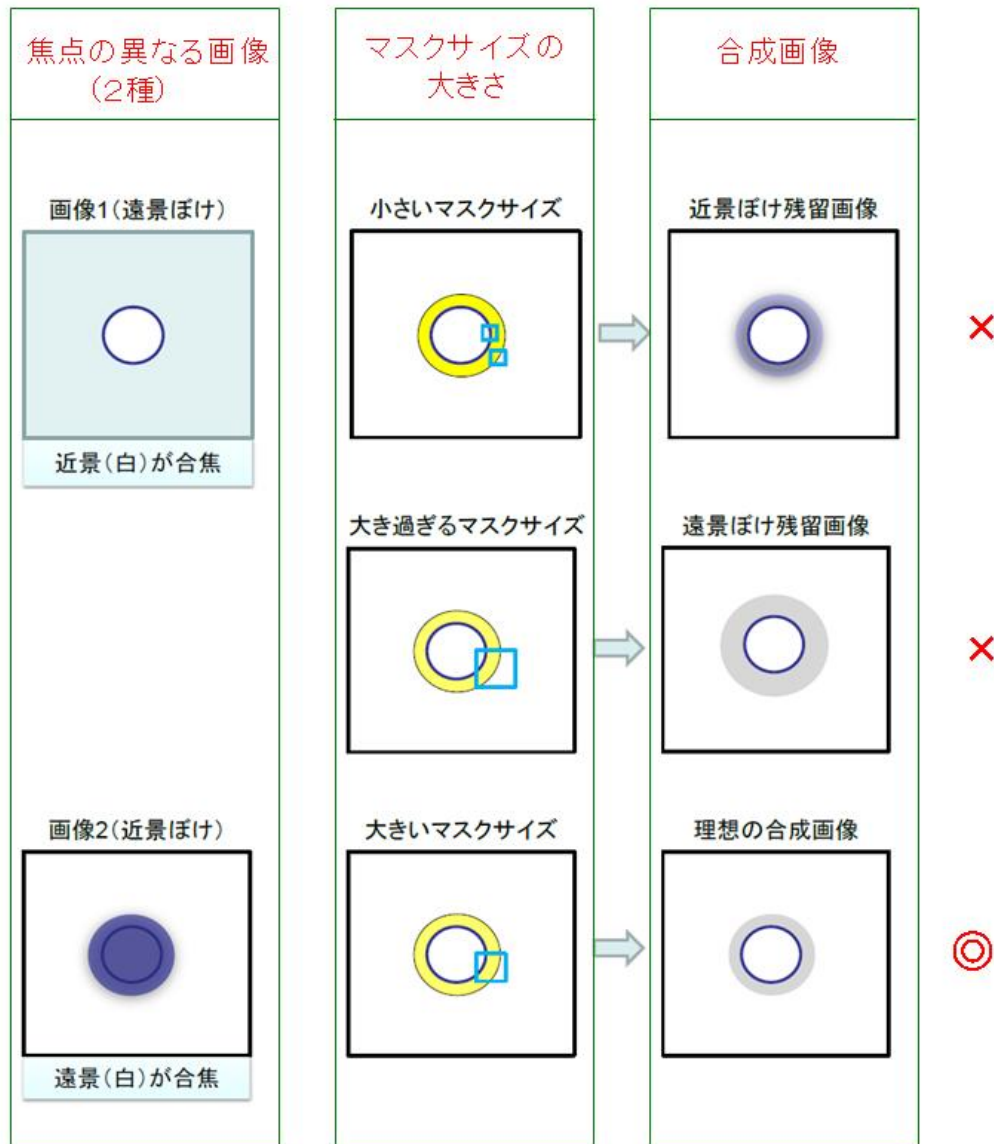 焦点の異なる画像
(2種)
マスクサイズの
大きさ
合成画像
画像1(遠景ぼけ)
小さいマスクサイズ
近景ぼけ残留画像
×
近景(白)が合焦
大き過ぎるマスクサイズ
遠景ぼけ残留画像
×
画像2(近景ぼけ)
大きいマスクサイズ
理想の合成画像
◎
遠景(白)が合焦